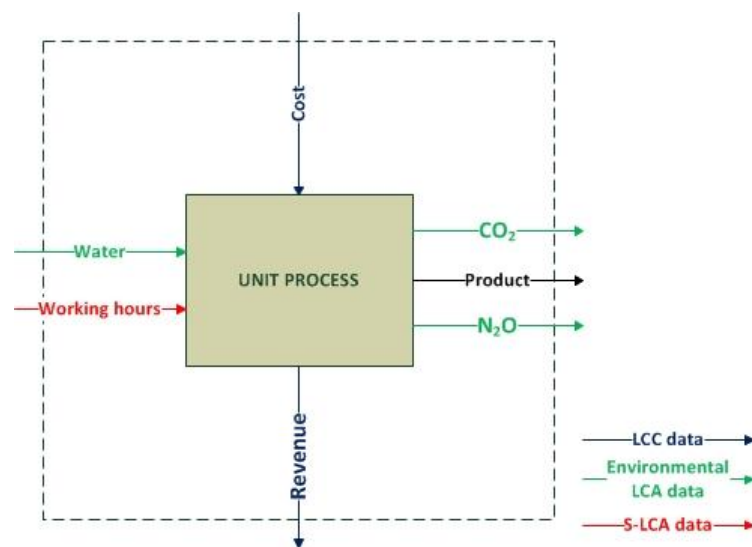 Cost
Water
Working hours
UNIT PROCESS
CO₂
Product
N₂O
Revenue
LCC data
Environmental
LCA data
S-LCA data